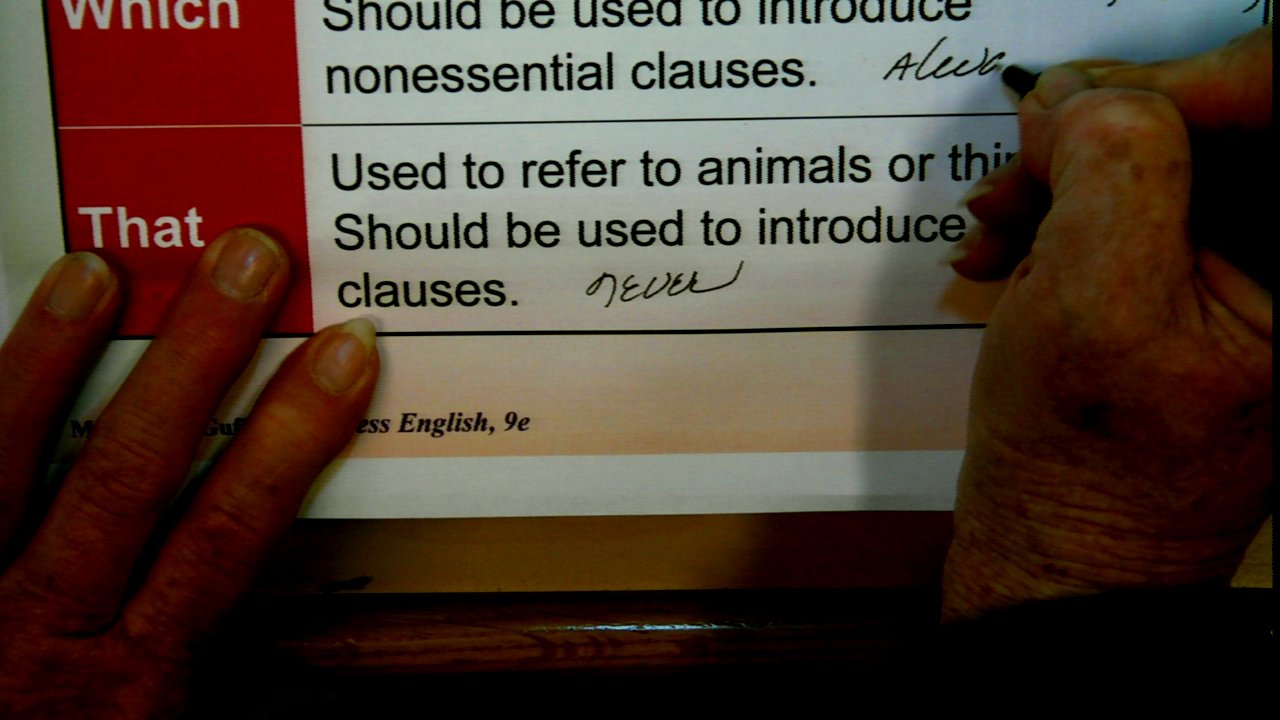 Which
Should be used to introduce
nonessential clauses. Alwa
That
Used to refer to animals or thi
Should be used to introduce
clauses. never
ess English, 9e